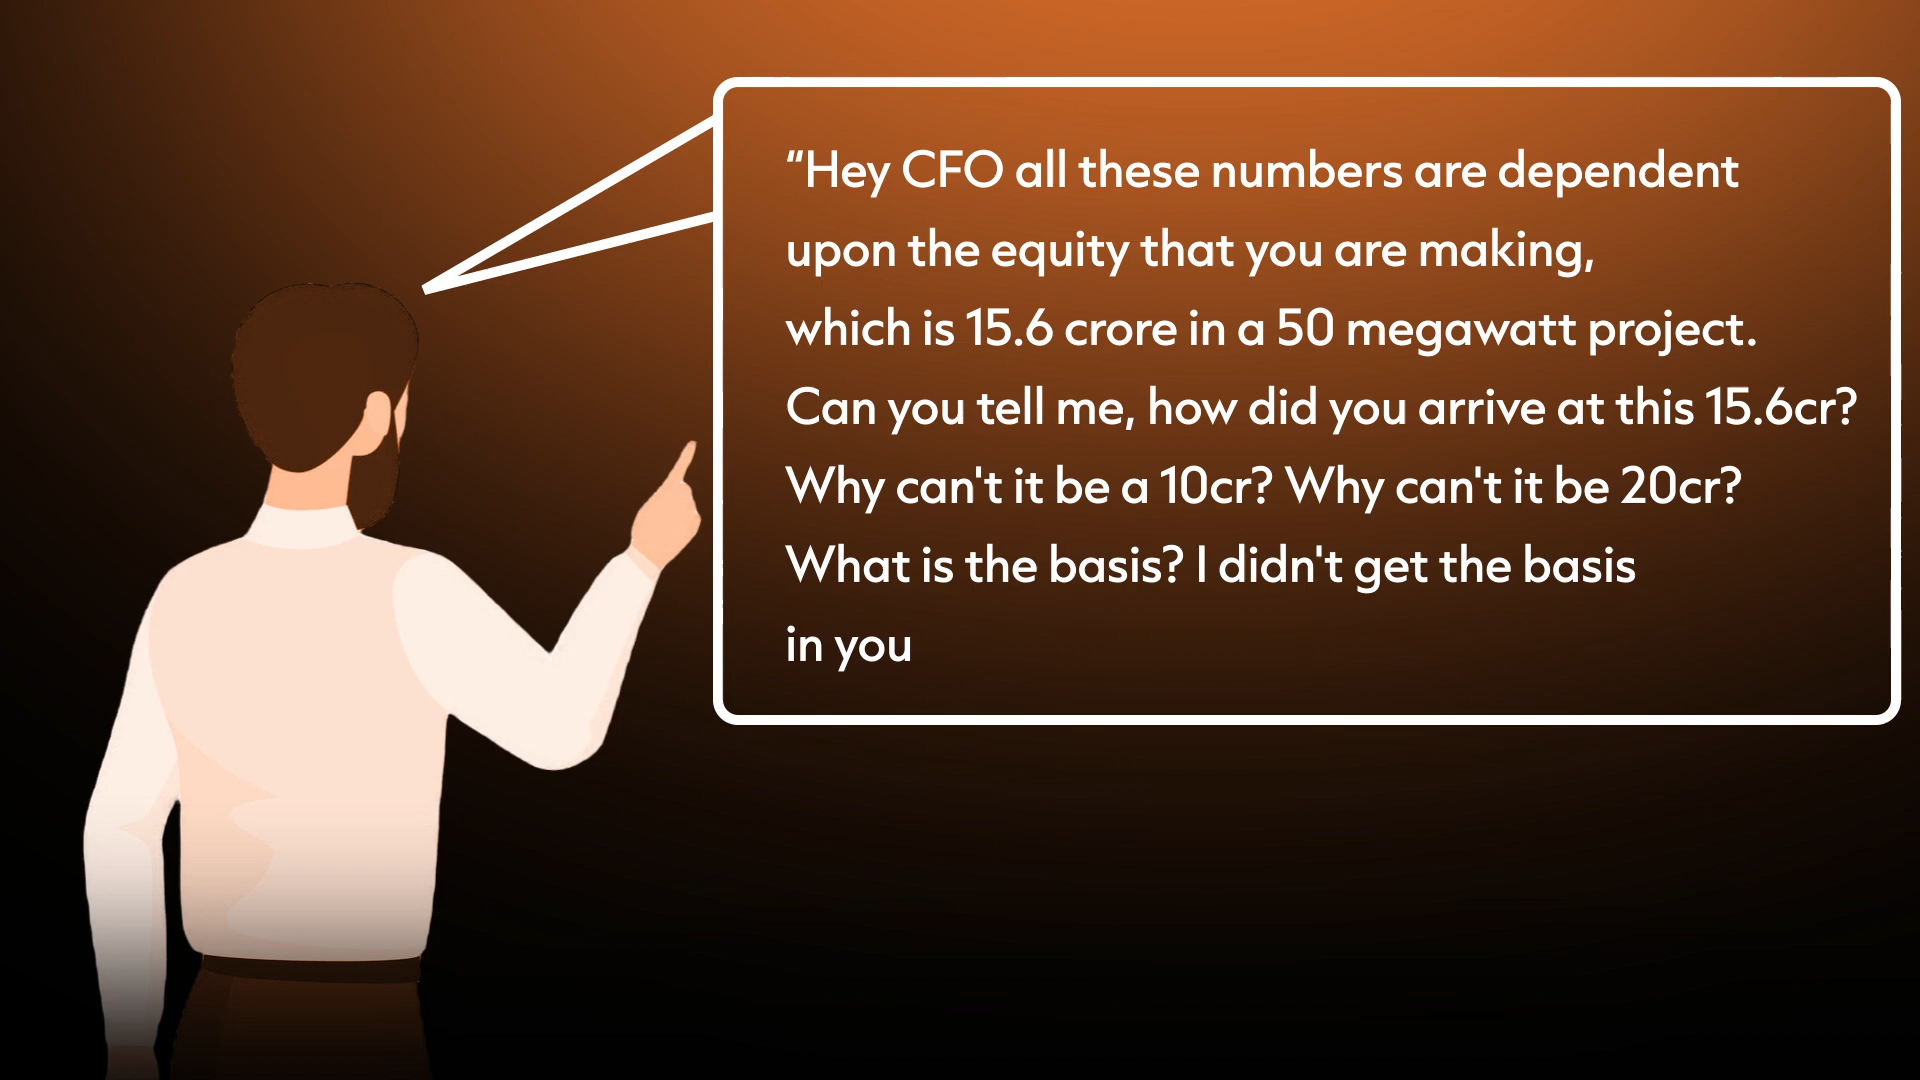 “Hey CFO all these numbers are dependent
upon the equity that you are making,
which is 15.6 crore in a 50 megawatt project.
Can you tell me, how did you arrive at this 15.6cr?
Why can't it be a 10cr? Why can't it be 20cr?
What is the basis? I didn't get the basis
in you